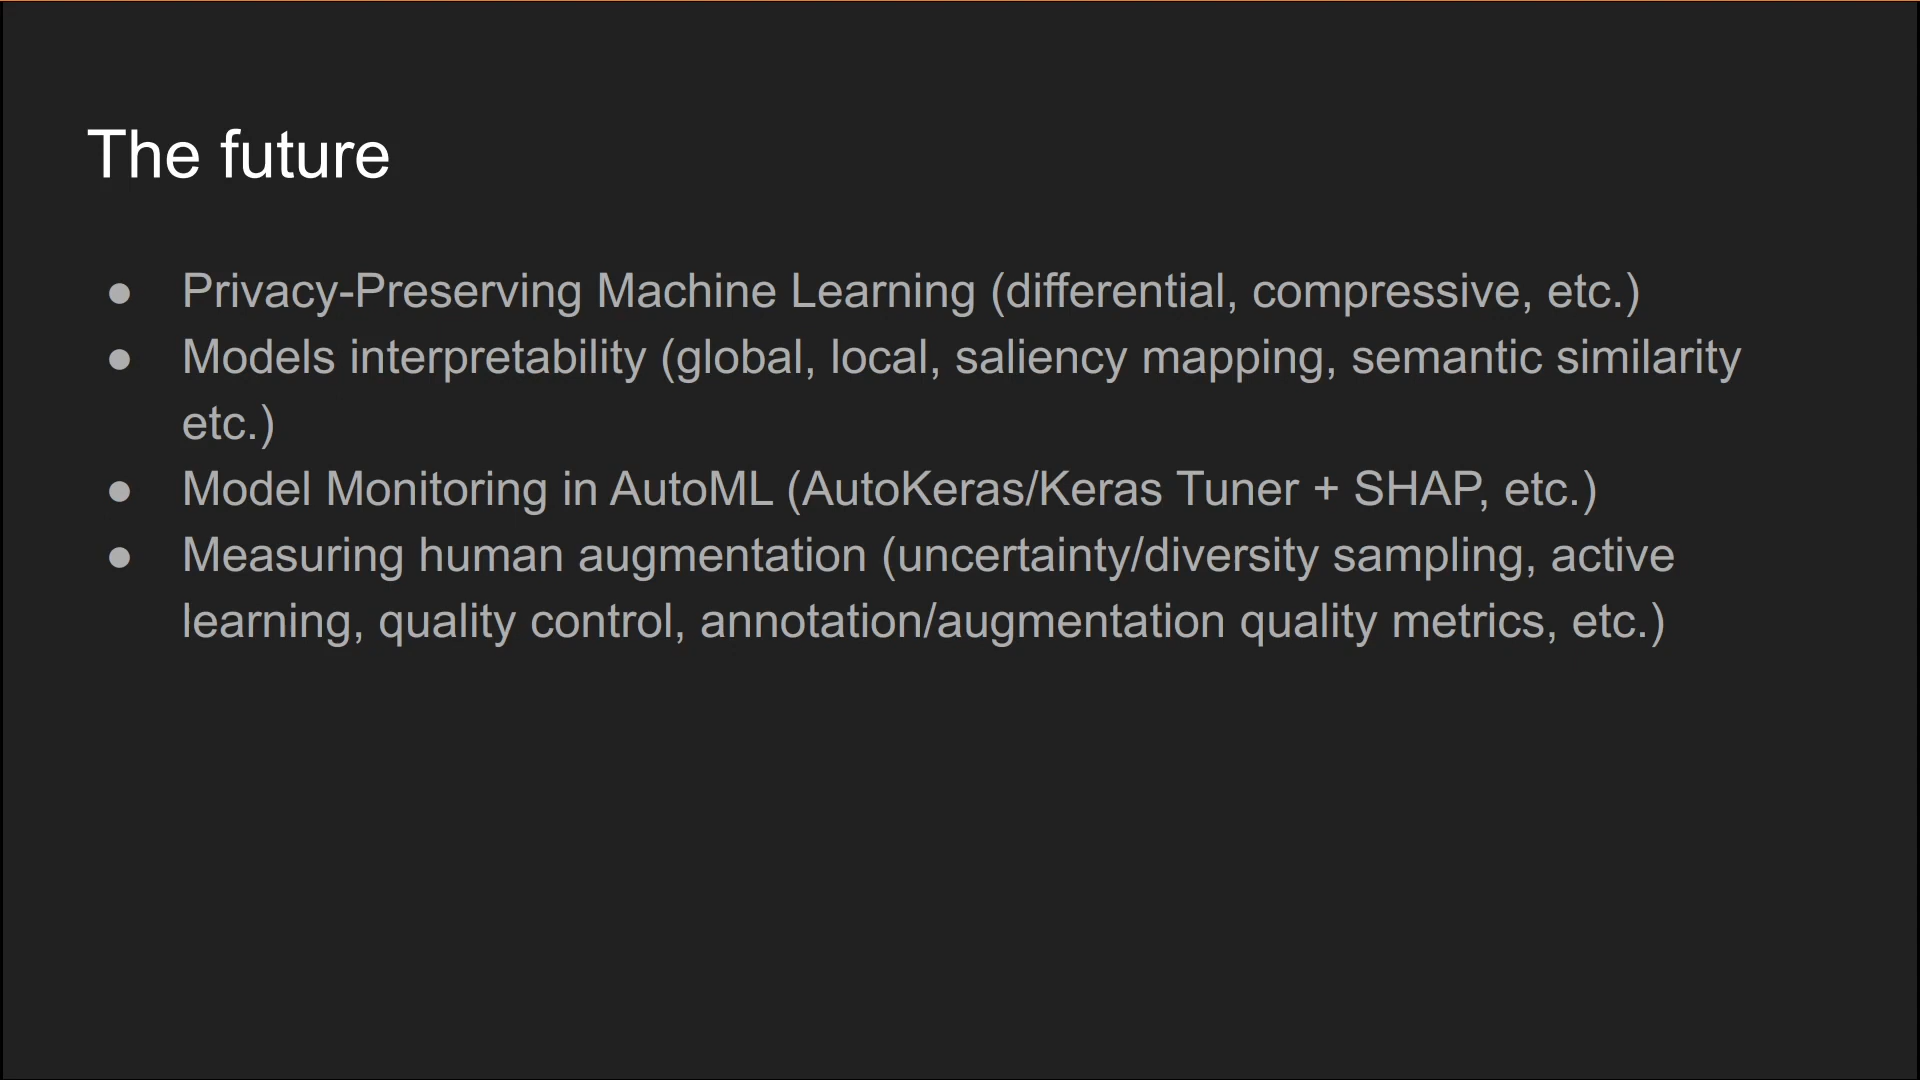 The future
● Privacy-Preserving Machine Learning (differential, compressive, etc.)
● Models interpretability (global, local, saliency mapping, semantic similarity
etc.)
● Model Monitoring in AutoML (AutoKeras/Keras Tuner + SHAP, etc.)
● Measuring human augmentation (uncertainty/diversity sampling, active
learning, quality control, annotation/augmentation quality metrics, etc.)